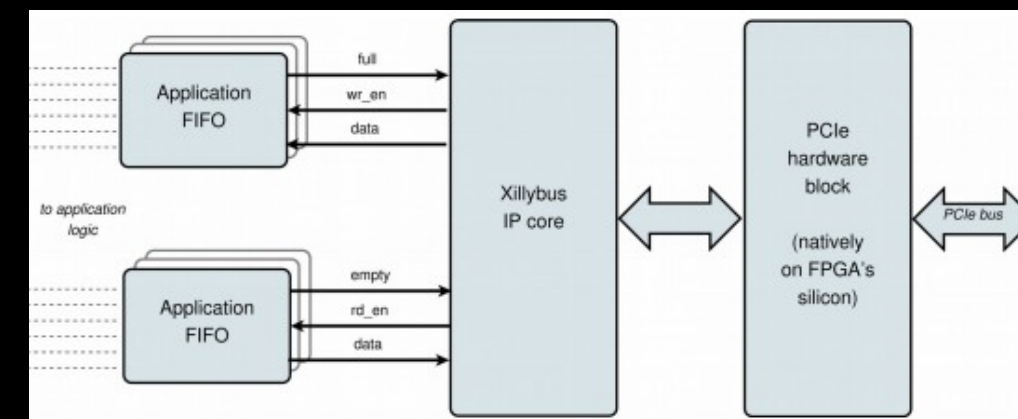 Application
FIFO
full
wr_en
data
to application
logic
Application
FIFO
empty
rd_en
data
Xillybus
IP core
PCIe
hardware
block
(natively
on FPGA's
silicon)
PCIe bus